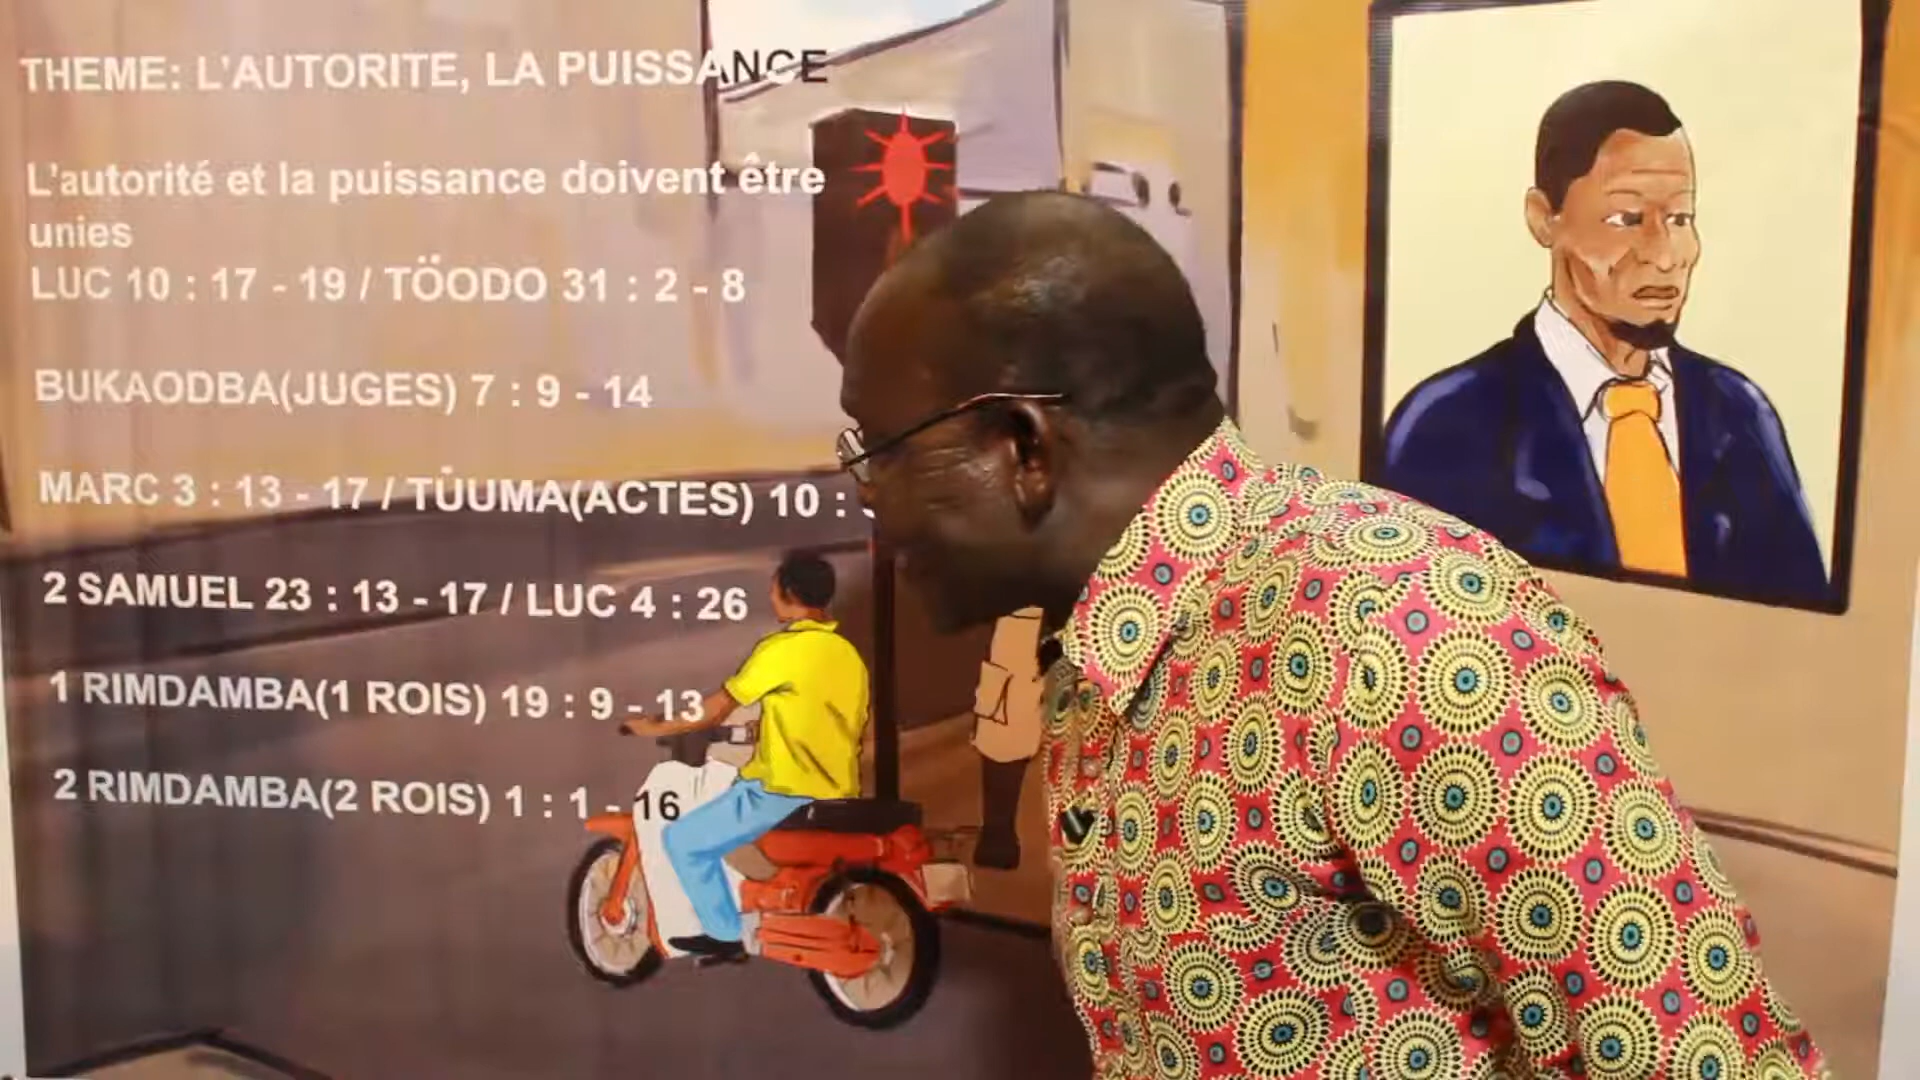 THEME: L'AUTORITE, LA PUISSANCE
L'autorité et la puissance doivent être
unies
LUC 10 : 17 - 19 / TÖODO 31 : 2 - 8
BUKAODBA(JUGES) 7 : 9 - 14
MARC 3 : 13 - 17 / TÙUMA(ACTES) 10 :
2 SAMUEL 23 : 13 - 17 / LUC 4 : 26
1 RIMDAMBA(1 ROIS) 19 : 9 - 13
2 RIMDAMBA(2 ROIS) 1 : 1 - 16